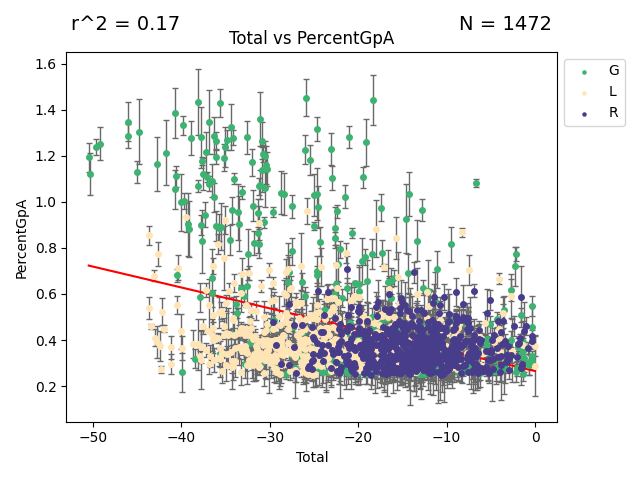 r^2 = 0.17
N = 1472
Total vs PercentGpA
1.6
1.4
1.2
1.0
0.8
0.6
0.4
0.2
PercentGpA
−50
−40
−30
−20
−10
0
Total
G
L
R